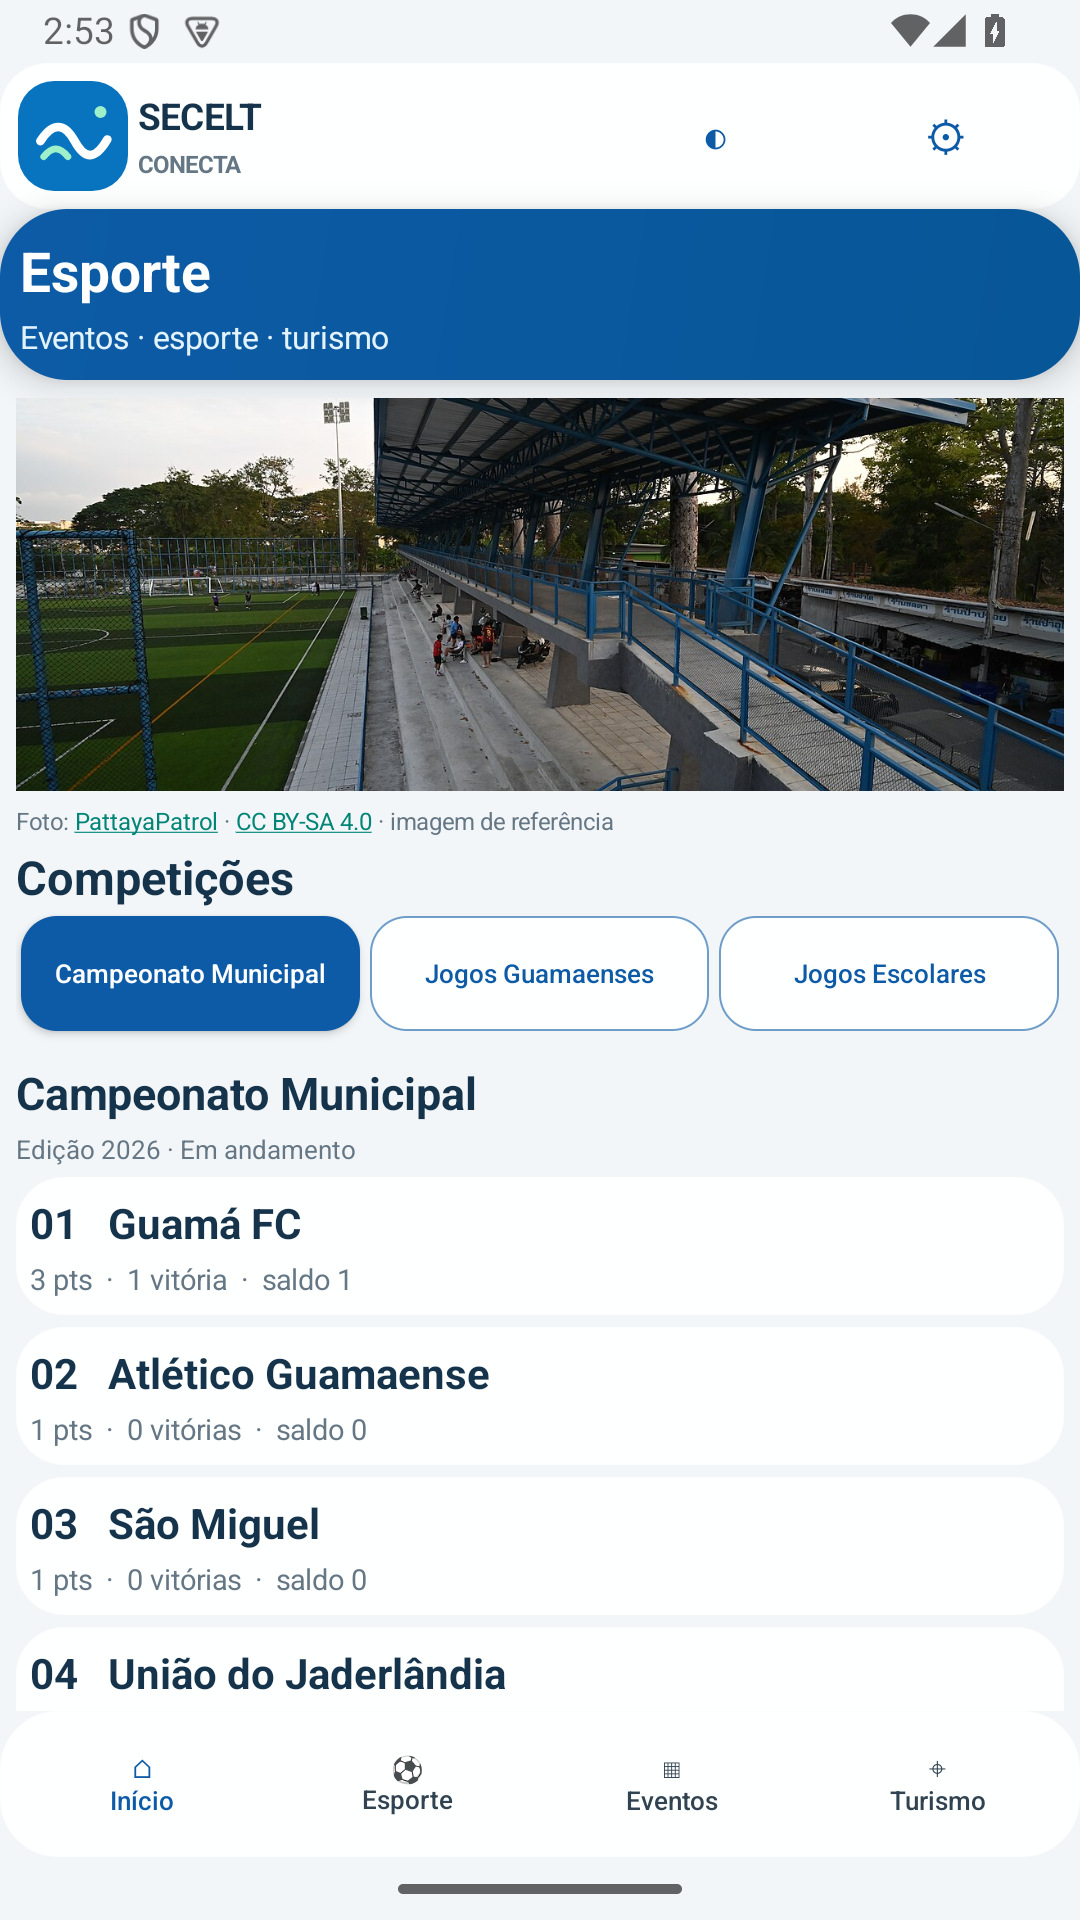 2:53
SECELT
CONECTA
Esporte
Eventos · esporte · turismo
Foto: PattayaPatrol · CC BY-SA 4.0 · imagem de referência
Competições
Campeonato Municipal
Jogos Guamaenses
Jogos Escolares
Campeonato Municipal
Edição 2026 · Em andamento
01 Guamá FC
3 pts · 1 vitória · saldo 1
02 Atlético Guamaense
1 pts · 0 vitórias · saldo 0
03 São Miguel
1 pts · 0 vitórias · saldo 0
04 União do Jaderlândia
Início
Esporte
Eventos
Turismo